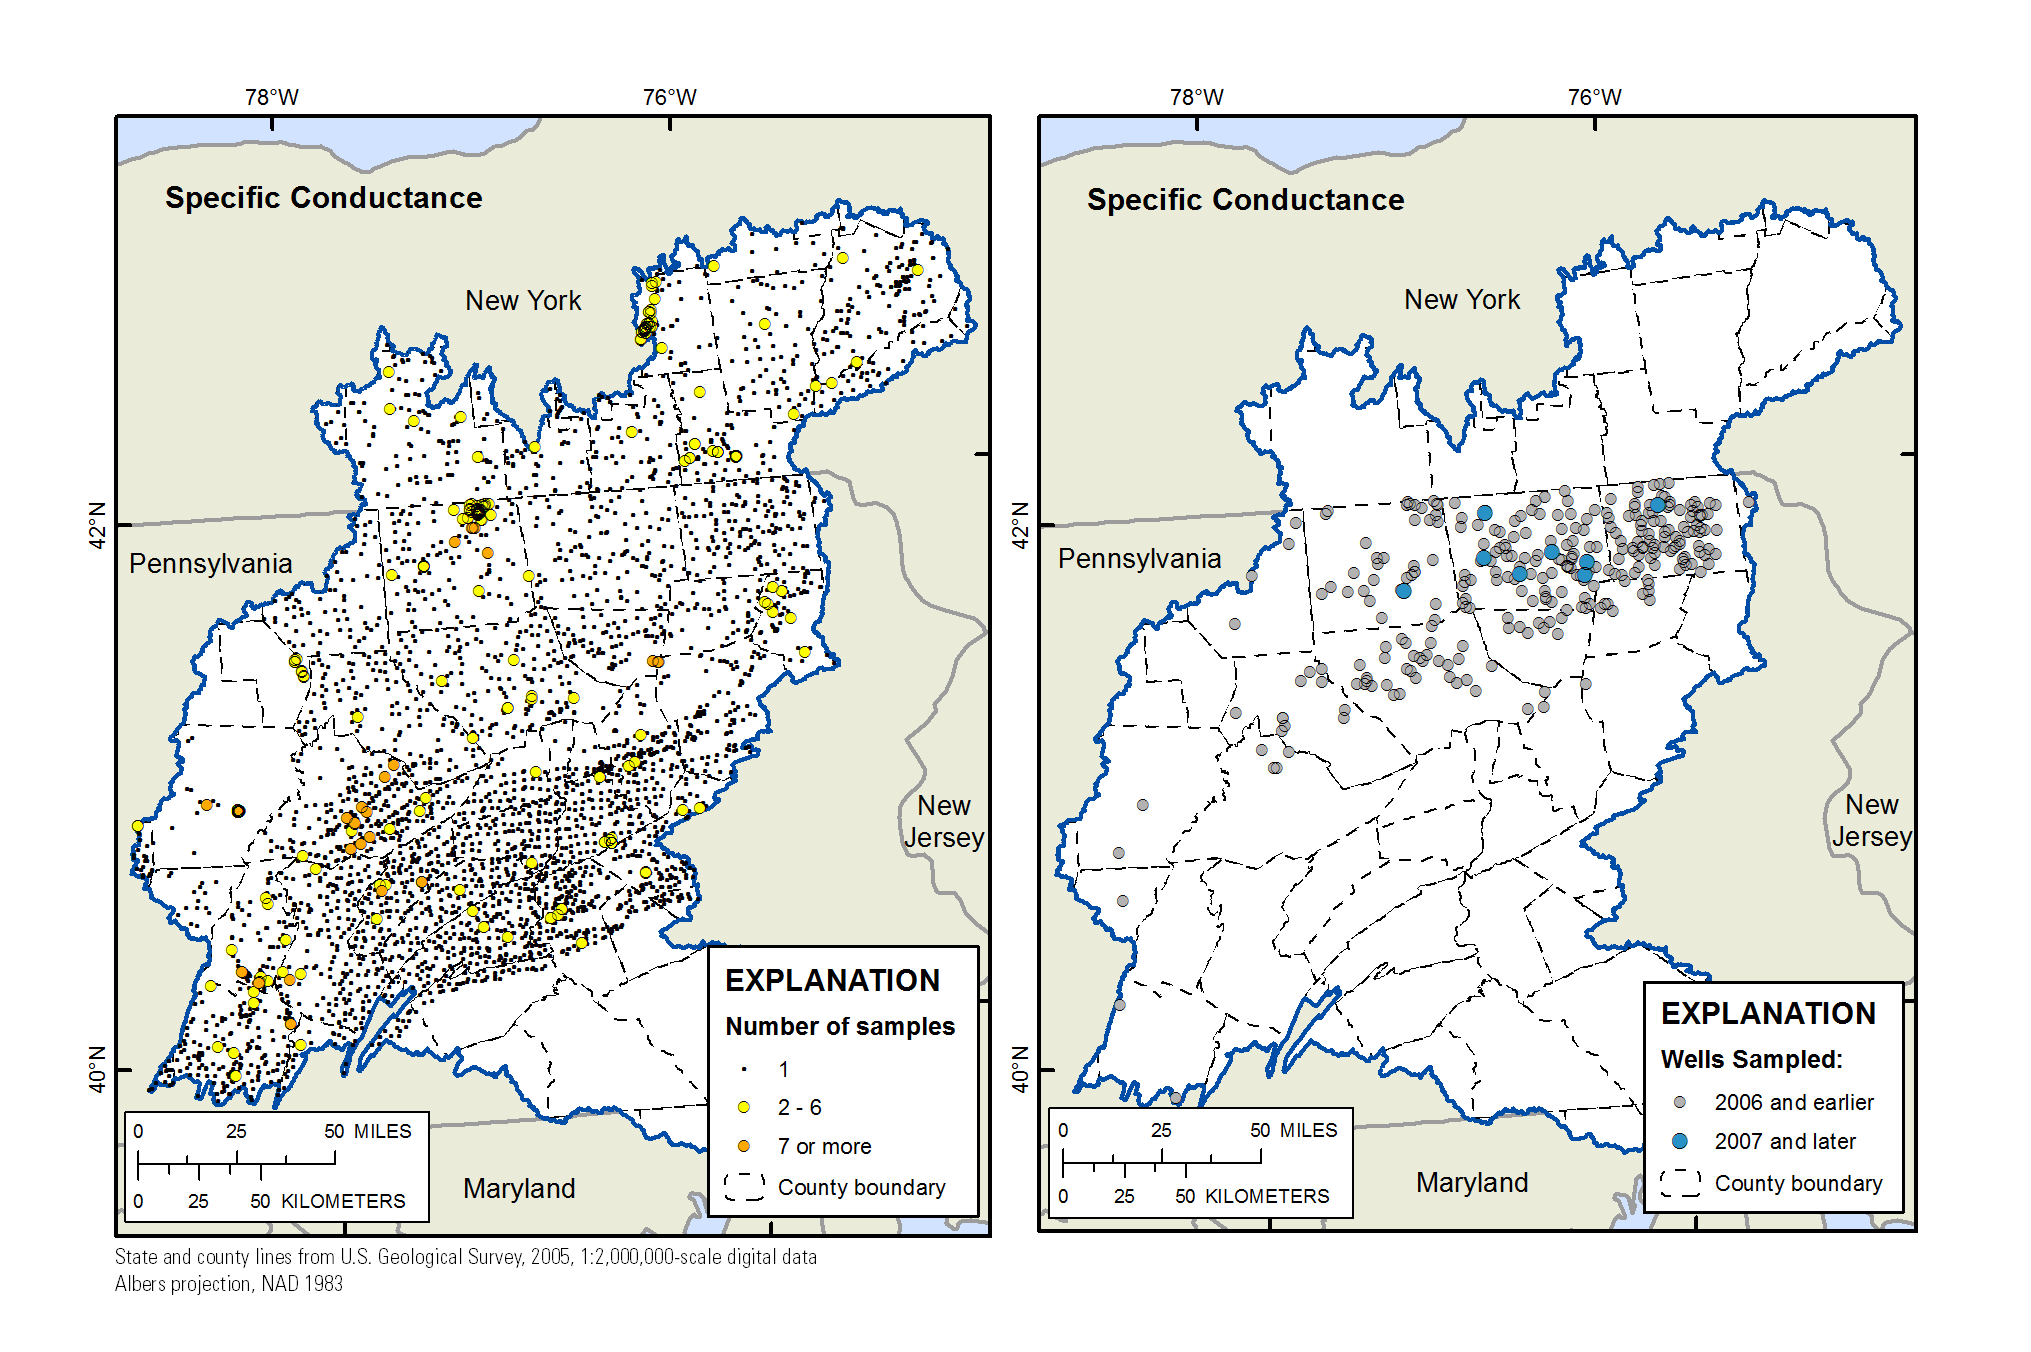 78°W
76°W
Specific Conductance
New York
42°N
Pennsylvania
New
Jersey
40°N
Maryland
EXPLANATION
Number of samples
1
2 - 6
7 or more
County boundary
0 25 50 MILES
0 25 50 KILOMETERS
State and county lines from U.S. Geological Survey, 2005, 1:2,000,000-scale digital data
Albers projection, NAD 1983
78°W
76°W
Specific Conductance
New York
42°N
Pennsylvania
New
Jersey
40°N
Maryland
EXPLANATION
Wells Sampled:
2006 and earlier
2007 and later
County boundary
0 25 50 MILES
0 25 50 KILOMETERS